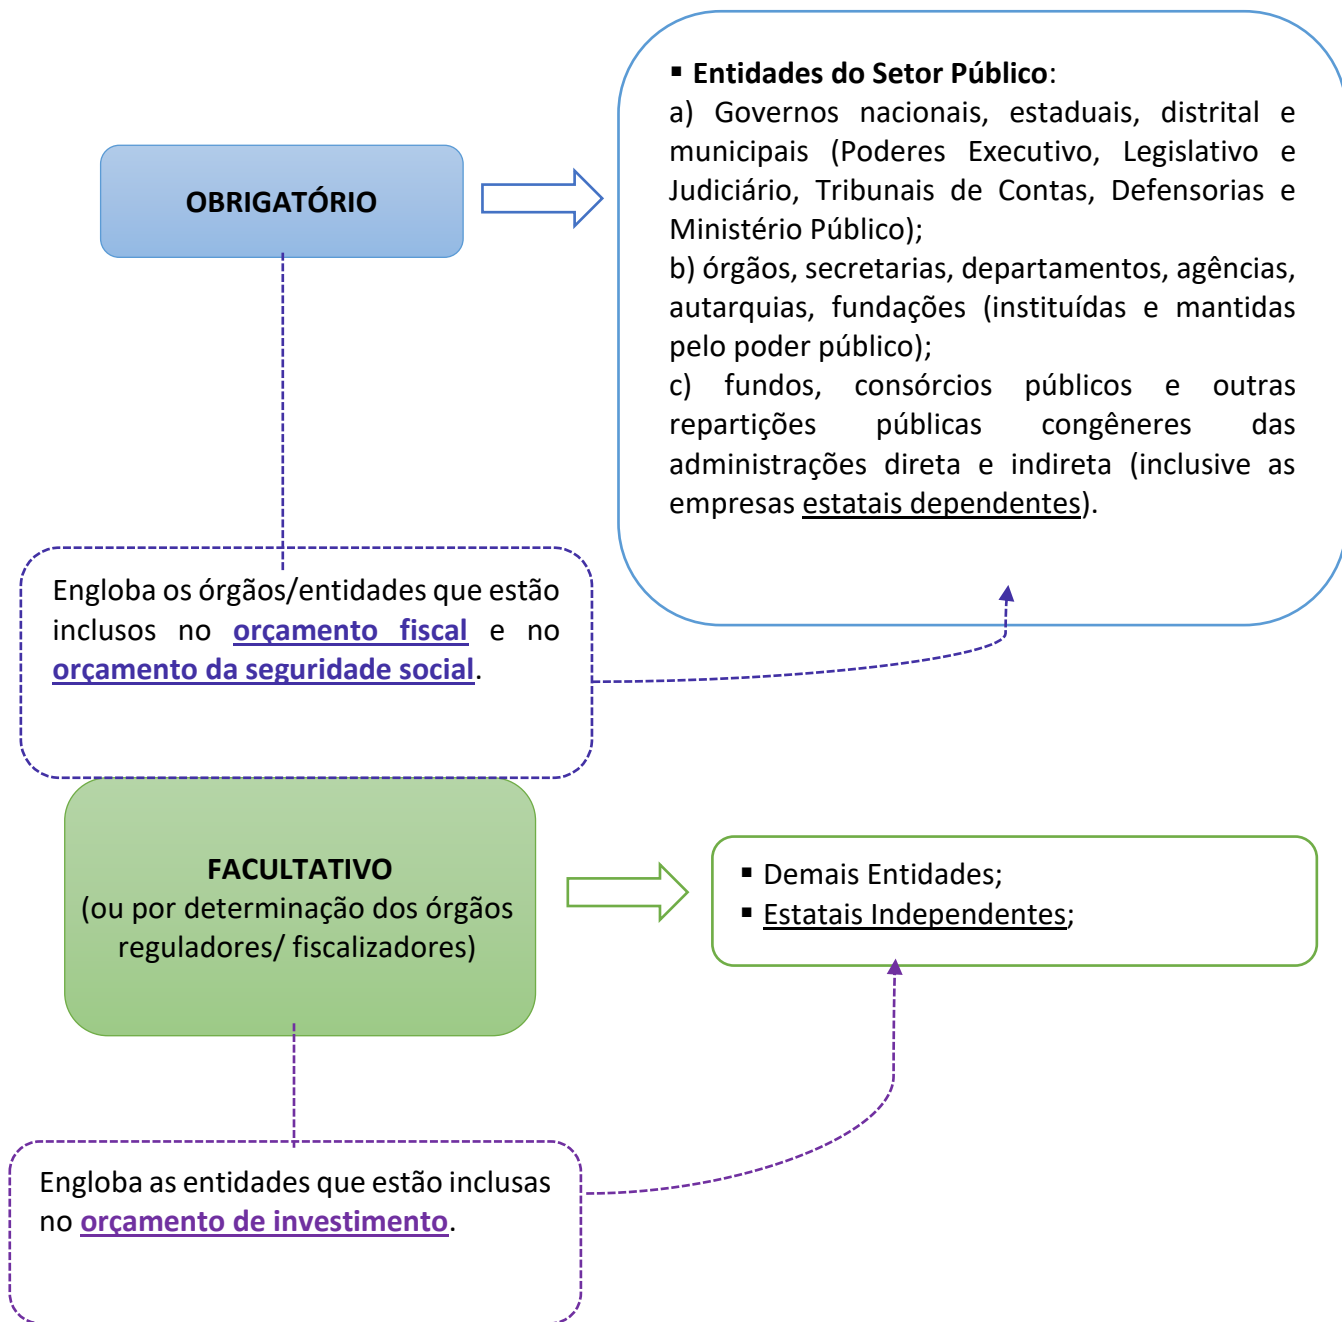 OBRIGATÓRIO
▪ Entidades do Setor Público:
a) Governos nacionais, estaduais, distrital e
municipais (Poderes Executivo, Legislativo e
Judiciário, Tribunais de Contas, Defensorias e
Ministério Público);
b) órgãos, secretarias, departamentos, agências,
autarquias, fundações (instituídas e mantidas
pelo poder público);
c) fundos, consórcios públicos e outras
repartições públicas congêneres das
administrações direta e indireta (inclusive as
empresas estatais dependentes).
Engloba os órgãos/entidades que estão
inclusos no orçamento fiscal e no
orçamento da seguridade social.
FACULTATIVO
(ou por determinação dos órgãos
reguladores/ fiscalizadores)
▪ Demais Entidades;
▪ Estatais Independentes;
Engloba as entidades que estão inclusas
no orçamento de investimento.